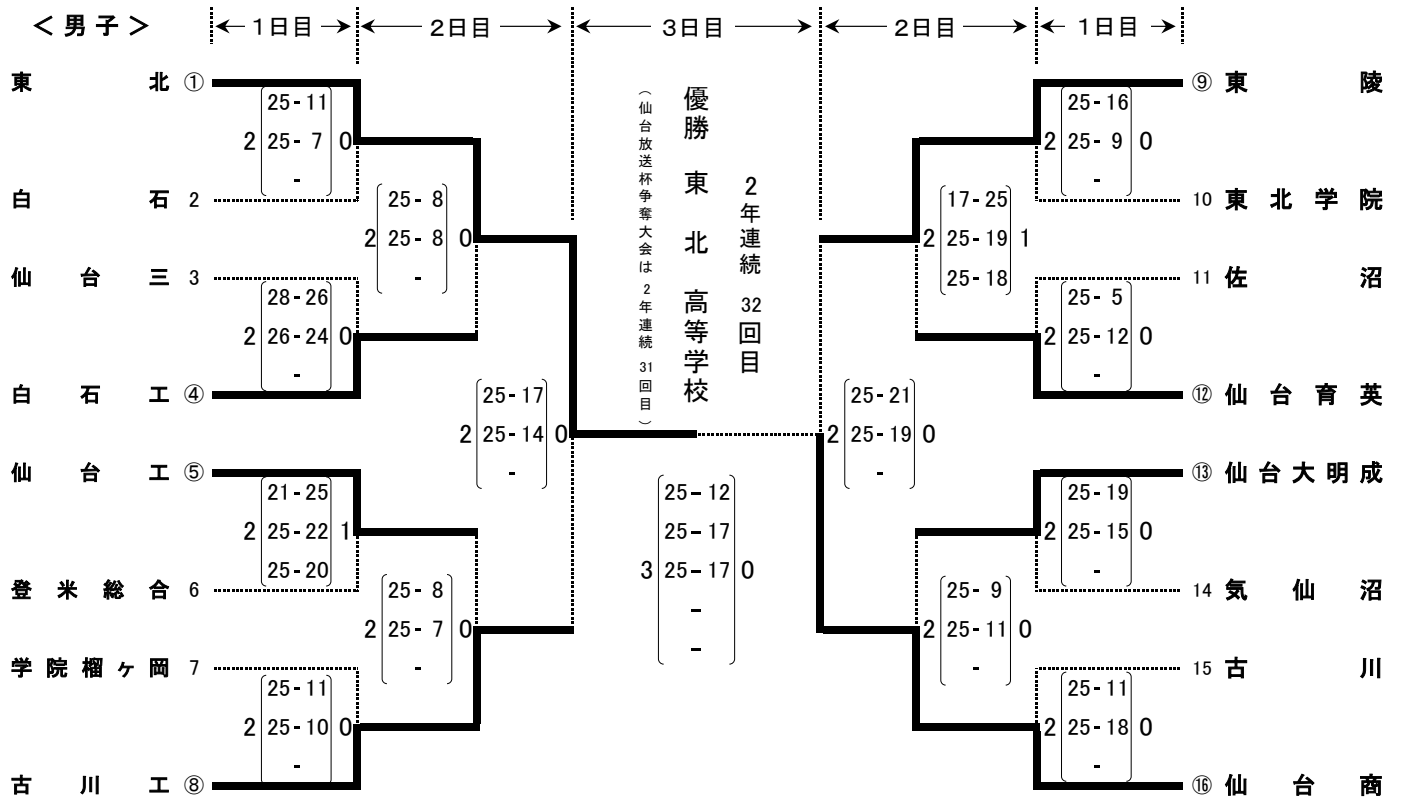 ＜男子＞
1日目
2日目
3日目
2日目
1日目
東北 ①
25-11
2 25-7 0
-
白石 2
25-8
2 25-8 0
-
仙台三 3
28-26
2 26-24 0
-
白石工 ④
25-17
2 25-14 0
-
仙台工 ⑤
21-25
2 25-22 1
25-20
登米総合 6
25-8
2 25-7 0
-
学院榴ヶ岡 7
25-11
2 25-10 0
-
古川工 ⑧
2年連続 32回目
優勝 東北高等学校
（仙台放送杯争奪大会は 2年連続 31回目）
25-12
25-17
3 25-17 0
-
-
⑨ 東陵
25-16
2 25-9 0
-
10 東北学院
17-25
2 25-19 1
25-18
11 佐沼
25-5
2 25-12 0
-
⑫ 仙台育英
25-21
2 25-19 0
-
⑬ 仙台大明成
25-19
2 25-15 0
-
14 気仙沼
25-9
2 25-11 0
-
15 古川
25-11
2 25-18 0
-
⑯ 仙台商